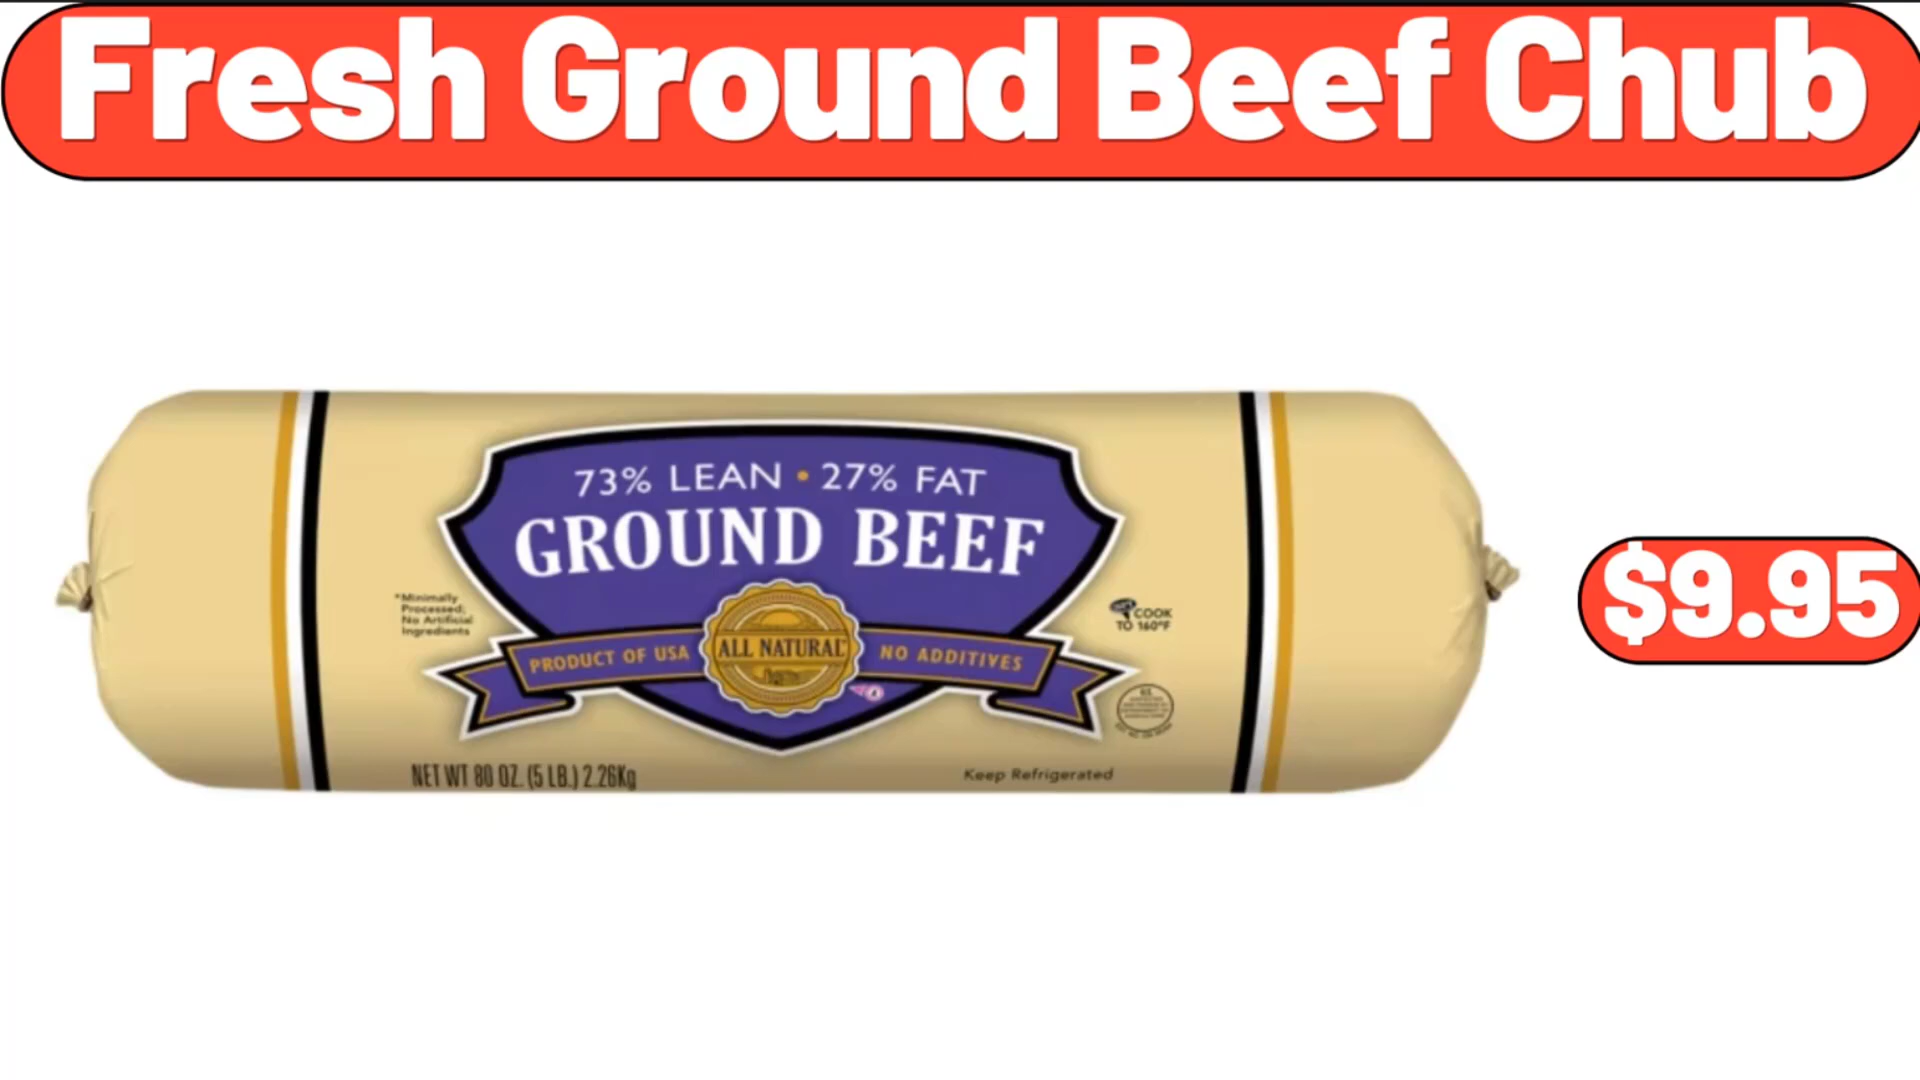 Fresh Ground Beef Chub
73% LEAN • 27% FAT
GROUND BEEF
*Minimally
Processed;
No Artificial
Ingredients
COOK
TO 160°F
PRODUCT OF USA
ALL NATURAL*
NO ADDITIVES
NET WT 80 OZ. (5 LB.) 2.26Kg
Keep Refrigerated
$9.95